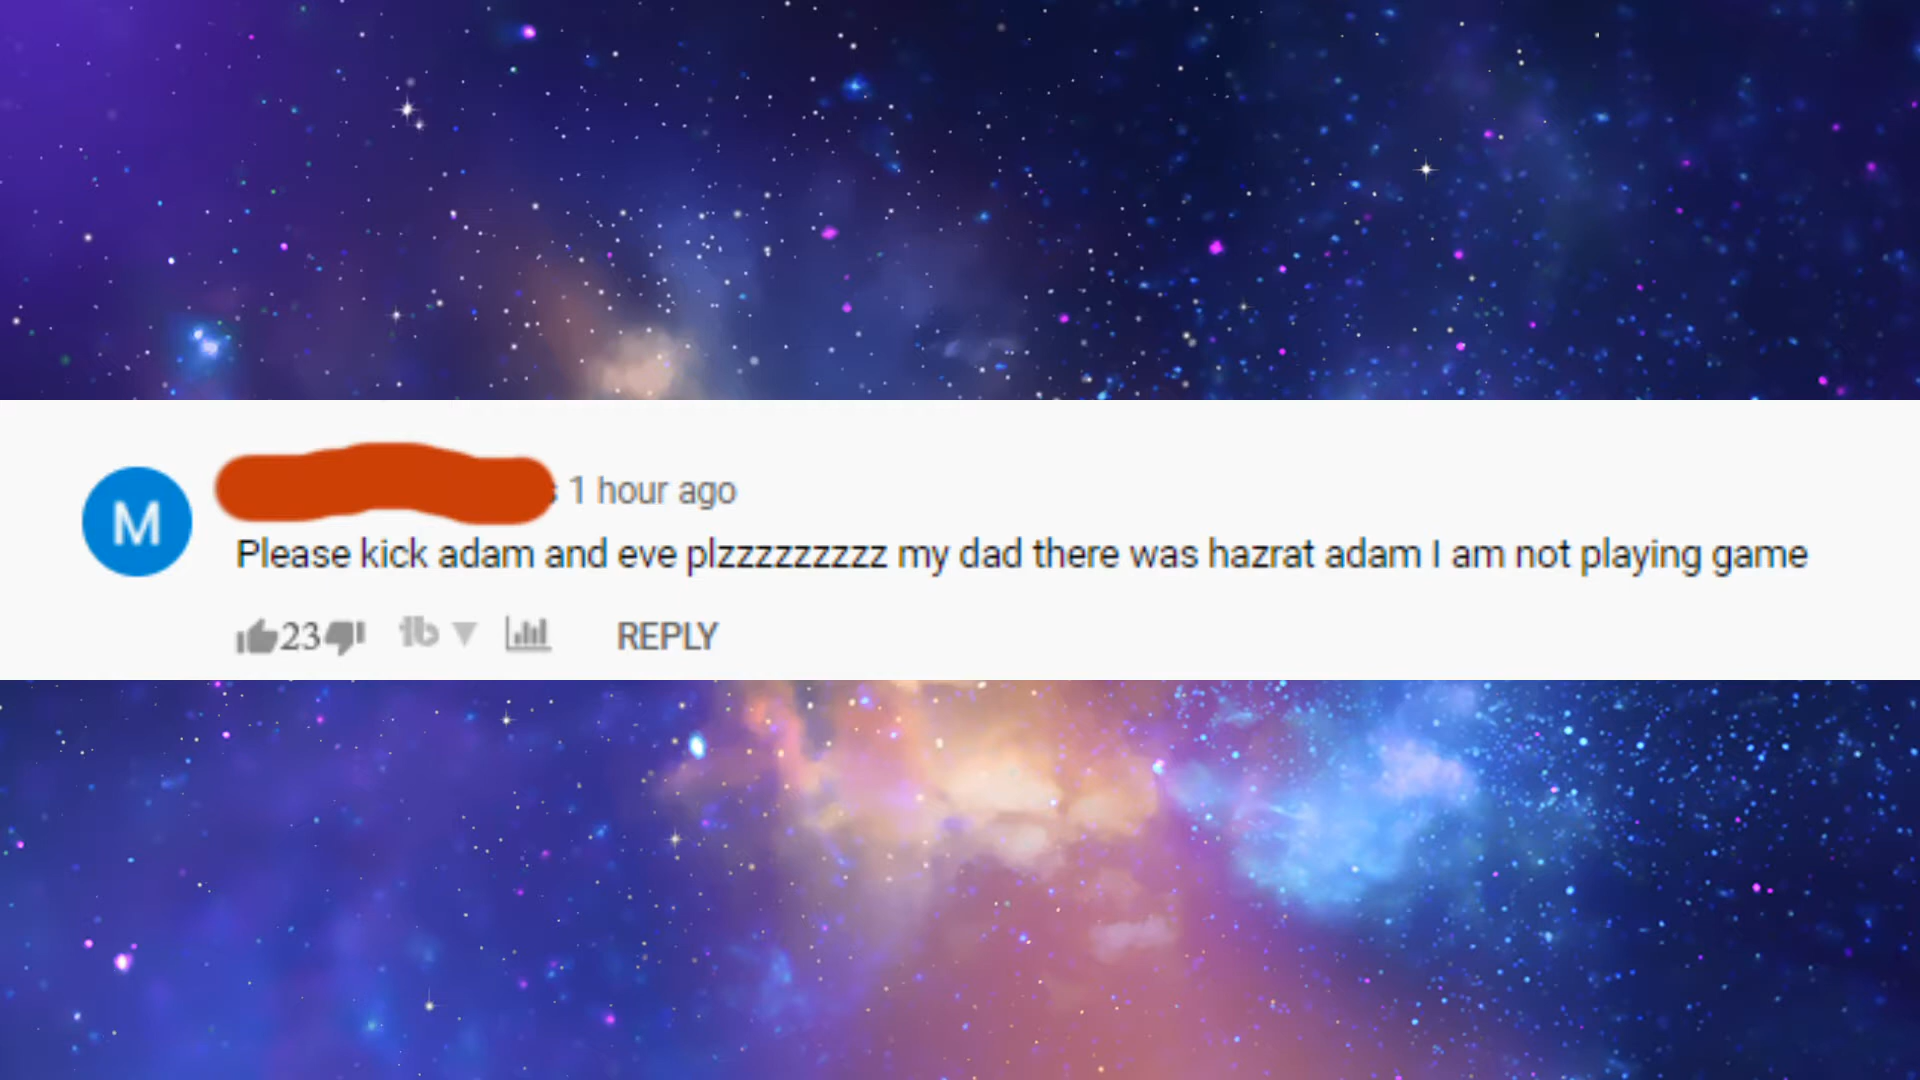 M
1 hour ago
Please kick adam and eve plzzzzzzzzz my dad there was hazrat adam I am not playing game
23 REPLY